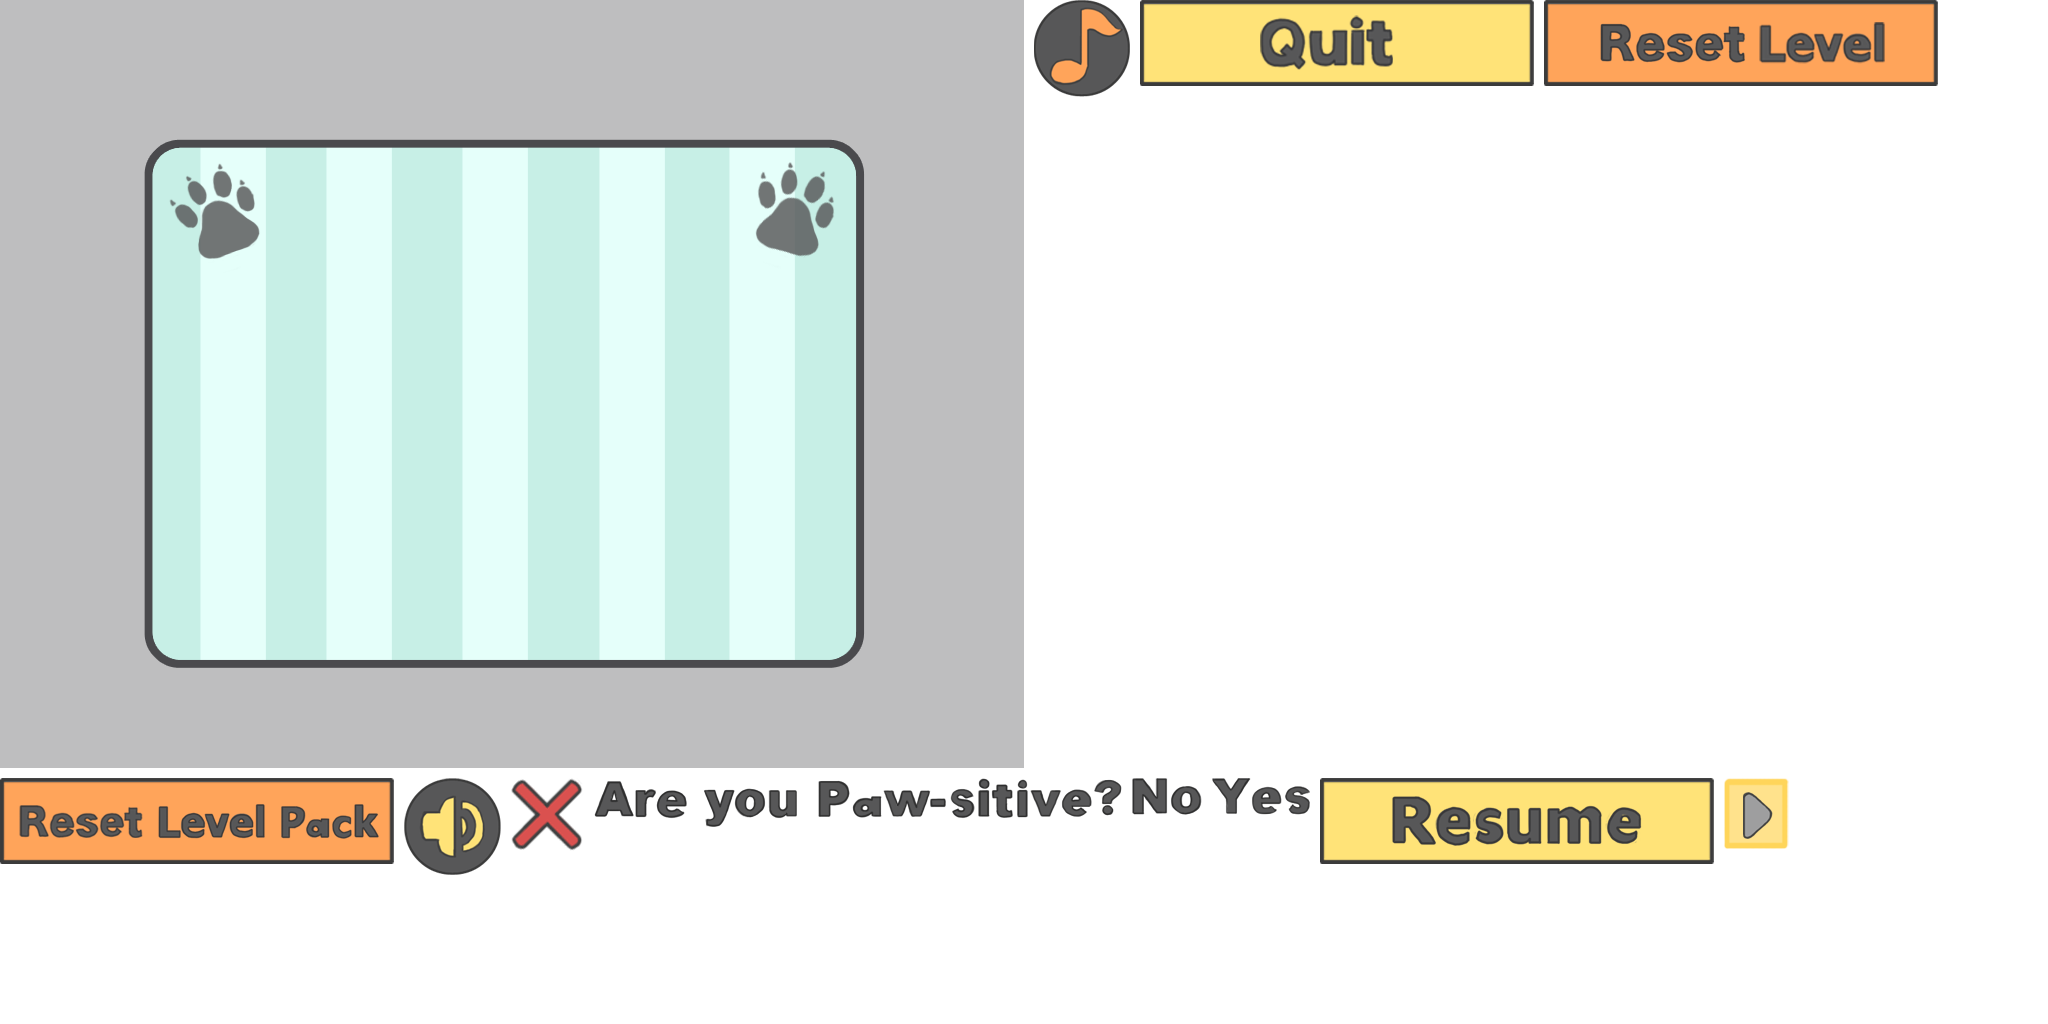 Quit
Reset Level
Reset Level Pack
Are you Paw-sitive?
No
Yes
Resume